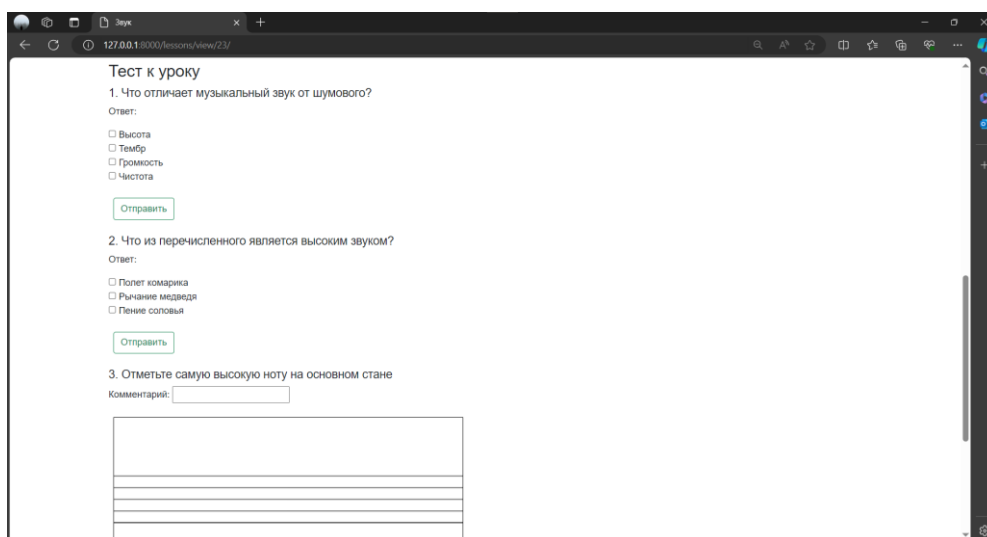 Звук
127.0.0.1:8000/lessons/view/23/
Тест к уроку
1. Что отличает музыкальный звук от шумового?
Ответ:
Высота
Тембр
Громкость
Чистота
Отправить
2. Что из перечисленного является высоким звуком?
Ответ:
Полет комарика
Рычание медведя
Пение соловья
Отправить
3. Отметьте самую высокую ноту на основном стане
Комментарий: